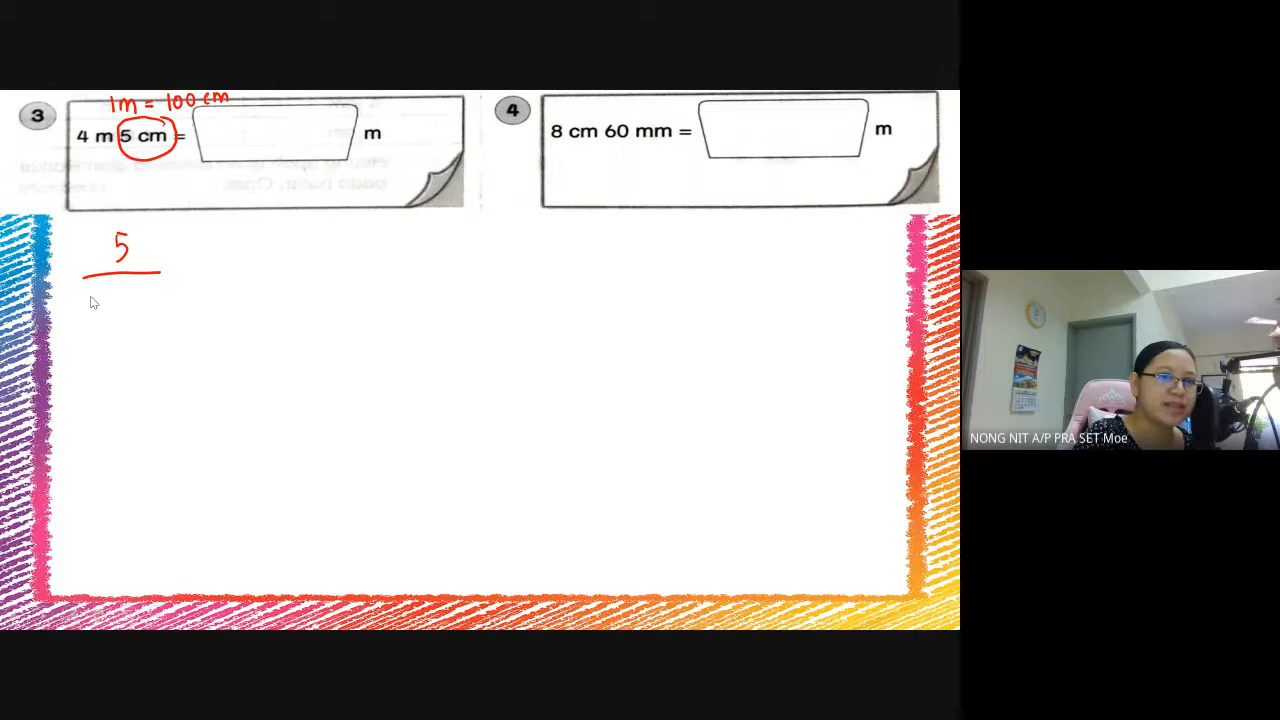 3
1m = 100 cm
4 m 5 cm = m
4
8 cm 60 mm = m
5
NONG NIT A/P PRA SET Moe